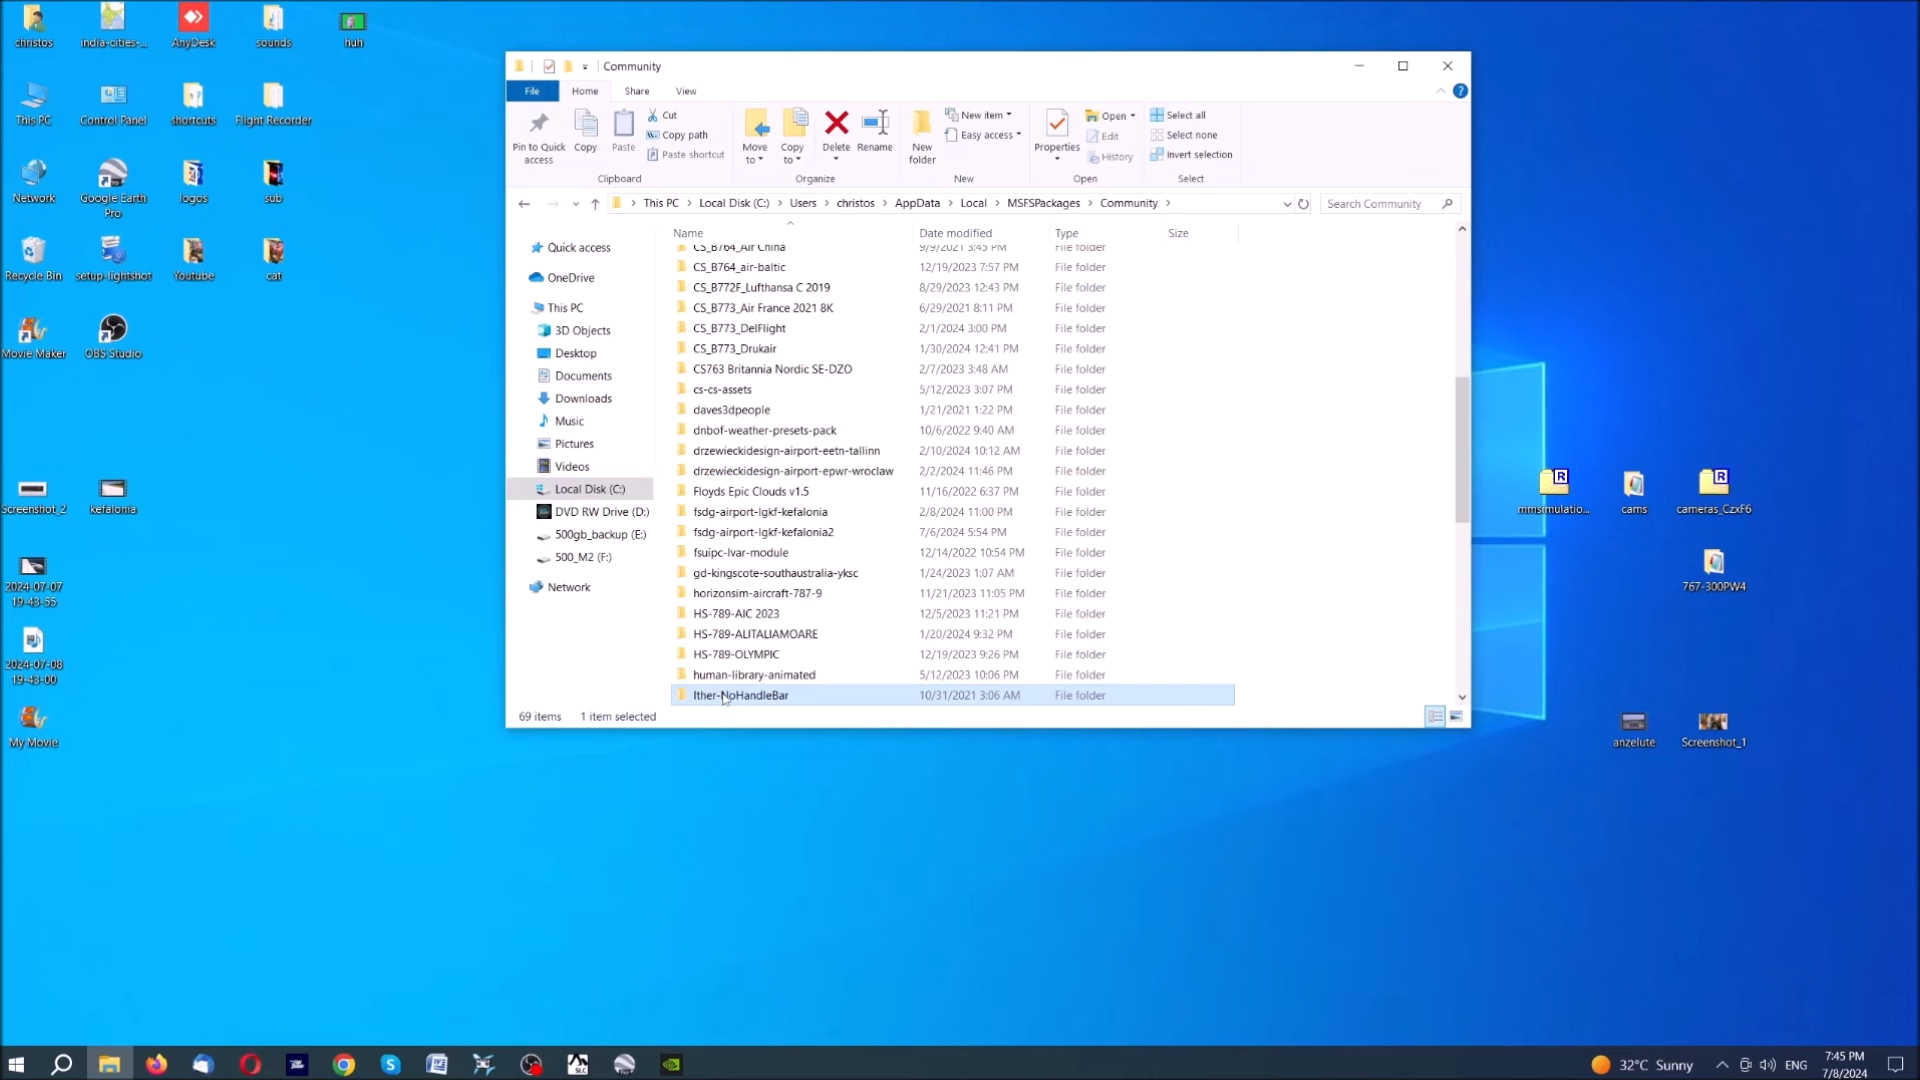 christos
india-cities-...
AnyDesk
sounds
huh
This PC
Control Panel
shortcuts
Flight Recorder
Network
Google Earth
Pro
logos
sub
Recycle Bin
setup-lightshot
Youtube
cat
Movie Maker
OBS Studio
Screenshot_2
kefalonia
2024-07-07
19-43-55
2024-07-08
19-43-00
My Movie
Community
File
Home
Share
View
Pin to Quick
access
Copy
Paste
Cut
Copy path
Paste shortcut
Clipboard
Move
to
Copy
to
Delete
Rename
Organize
New
folder
New item
Easy access
New
Properties
Open
Edit
History
Open
Select all
Select none
Invert selection
Select
This PC > Local Disk (C:) > Users > christos > AppData > Local > MSFSPackages > Community >
Search Community
Quick access
OneDrive
This PC
3D Objects
Desktop
Documents
Downloads
Music
Pictures
Videos
Local Disk (C:)
DVD RW Drive (D:)
500gb_backup (E:)
500_M2 (F:)
Network
Name Date modified Type Size
CS_B764_Air China 9/9/2021 3:45 PM File folder
CS_B764_air-baltic 12/19/2023 7:57 PM File folder
CS_B772F_Lufthansa C 2019 8/29/2023 12:43 PM File folder
CS_B773_Air France 2021 8K 6/29/2021 8:11 PM File folder
CS_B773_DelFlight 2/1/2024 3:00 PM File folder
CS_B773_Drukair 1/30/2024 12:41 PM File folder
CS763 Britannia Nordic SE-DZO 2/7/2023 3:48 AM File folder
cs-cs-assets 5/12/2023 3:07 PM File folder
daves3dpeople 1/21/2021 1:22 PM File folder
dnbof-weather-presets-pack 10/6/2022 9:40 AM File folder
drzewieckidesign-airport-eetn-tallinn 2/10/2024 10:12 AM File folder
drzewieckidesign-airport-epwr-wroclaw 2/2/2024 11:46 PM File folder
Floyds Epic Clouds v1.5 11/16/2022 6:37 PM File folder
fsdg-airport-lgkf-kefalonia 2/8/2024 11:00 PM File folder
fsdg-airport-lgkf-kefalonia2 7/6/2024 5:54 PM File folder
fsuipc-lvar-module 12/14/2022 10:54 PM File folder
gd-kingscote-southaustralia-yksc 1/24/2023 1:07 AM File folder
horizonsim-aircraft-787-9 11/21/2023 11:05 PM File folder
HS-789-AIC 2023 12/5/2023 11:21 PM File folder
HS-789-ALITALIAMOARE 1/20/2024 9:32 PM File folder
HS-789-OLYMPIC 12/19/2023 9:26 PM File folder
human-library-animated 5/12/2023 10:06 PM File folder
lther-NoHandleBar 10/31/2021 3:06 AM File folder
69 items 1 item selected
mmsimulatio...
cams
cameras_CzxF6
767-300PW4
anzelute
Screenshot_1
SLC
32°C Sunny
ENG
7:45 PM
7/8/2024